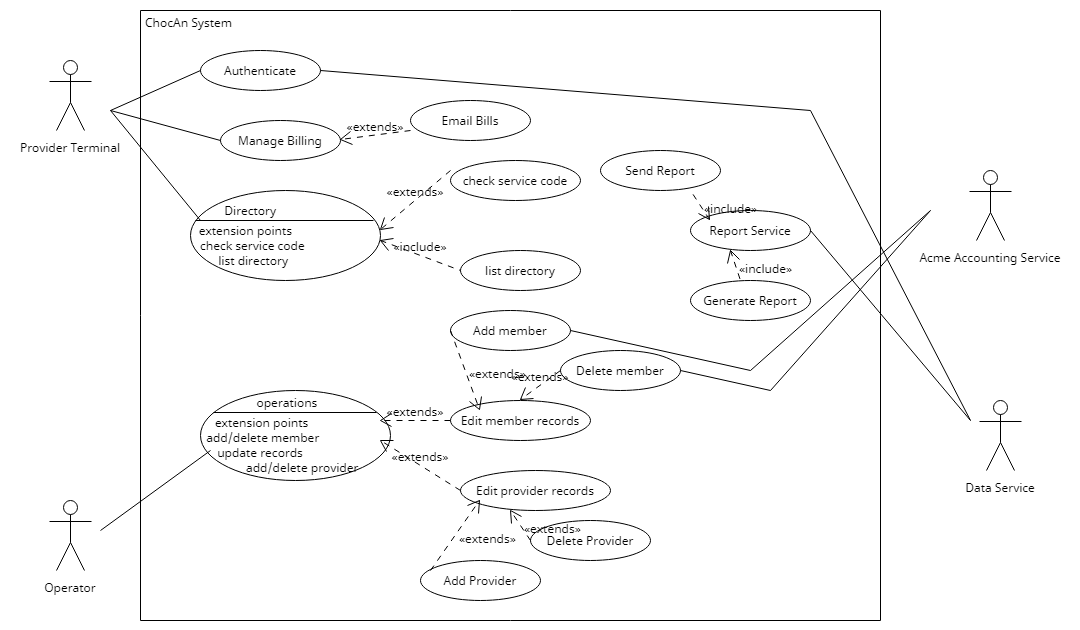 ChocAn System
Authenticate
Provider Terminal
Manage Billing
«extends»
Email Bills
check service code
«extends»
Send Report
«include»
Directory
extension points
check service code
list directory
«include»
list directory
Report Service
«include»
Generate Report
Acme Accounting Service
Add member
Delete member
«extends»
«extends»
operations
extension points
add/delete member
update records
add/delete provider
«extends»
Edit member records
«extends»
Edit provider records
Data Service
«extends»
Delete Provider
«extends»
Add Provider
Operator